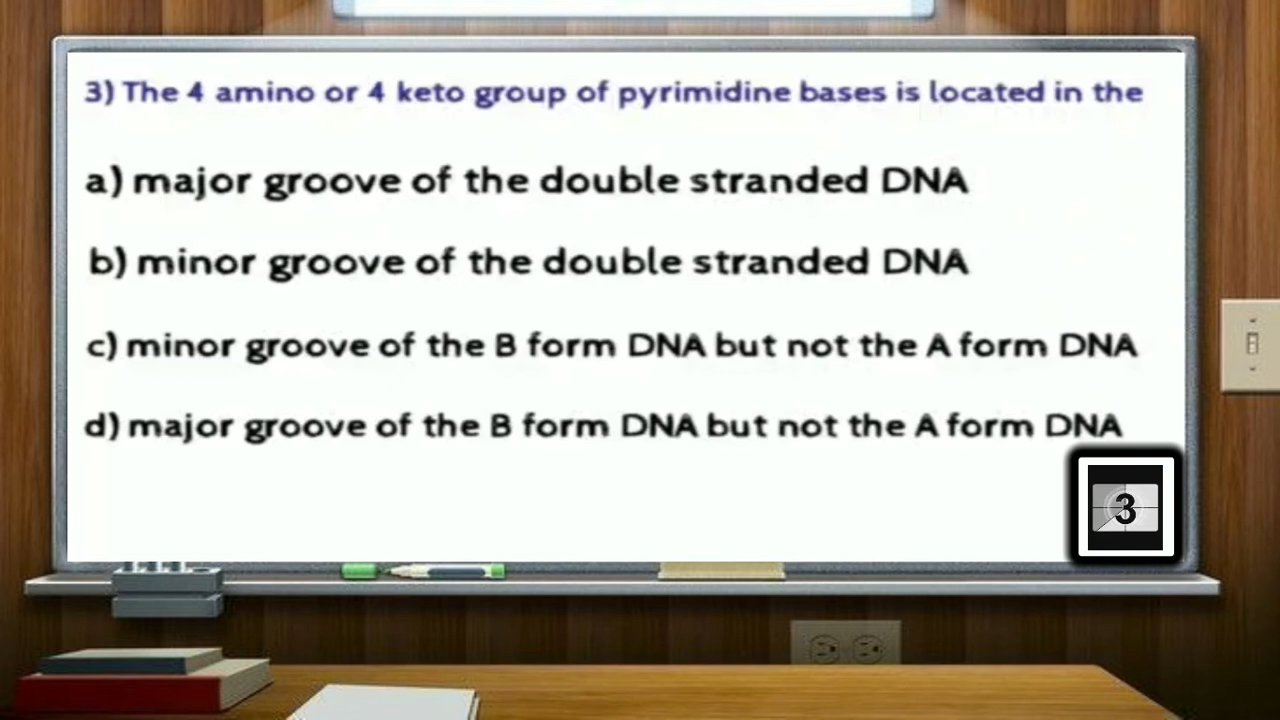 3) The 4 amino or 4 keto group of pyrimidine bases is located in the
a) major groove of the double stranded DNA
b) minor groove of the double stranded DNA
c) minor groove of the B form DNA but not the A form DNA
d) major groove of the B form DNA but not the A form DNA
3